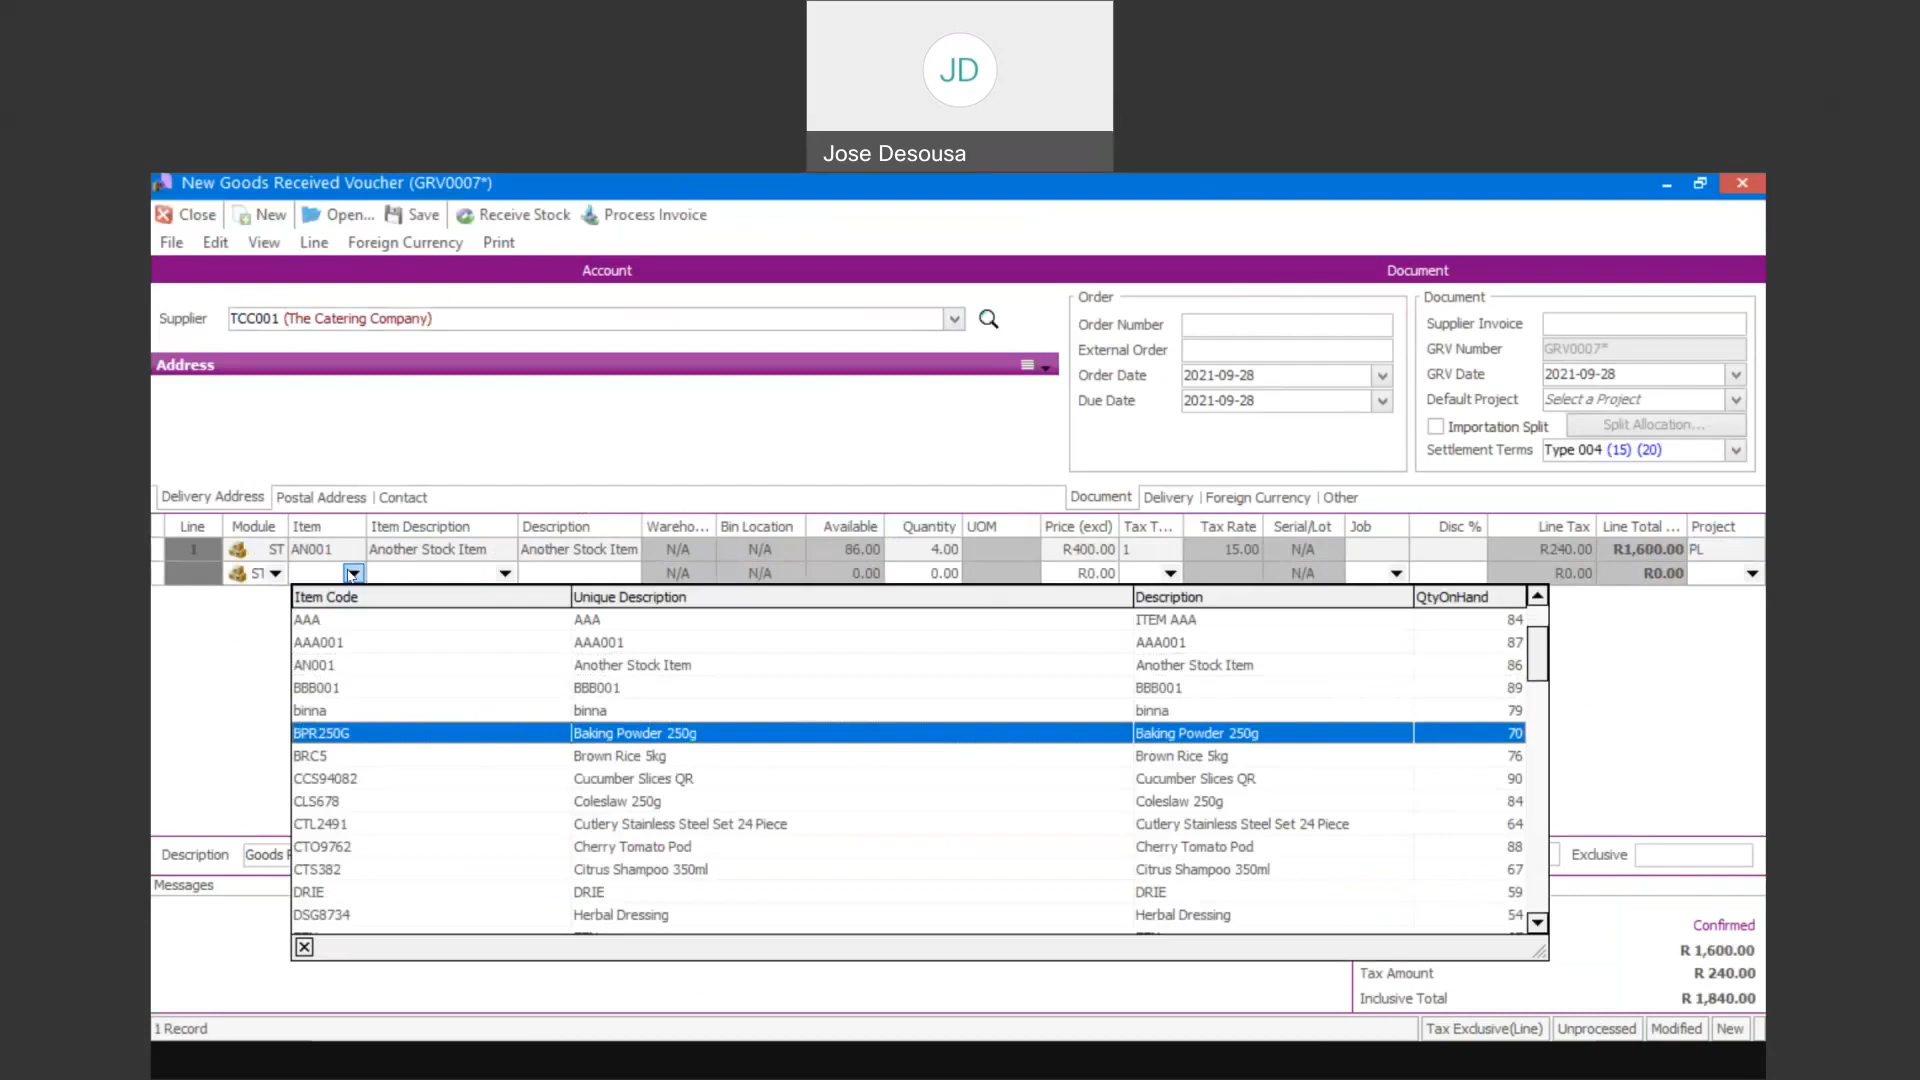 JD
Jose Desousa
New Goods Received Voucher (GRV0007*)
Close New Open... Save Receive Stock Process Invoice
File Edit View Line Foreign Currency Print
Account Document
Supplier TCC001 (The Catering Company)
Address
Order
Order Number
External Order
Order Date 2021-09-28
Due Date 2021-09-28
Document
Supplier Invoice
GRV Number GRV0007*
GRV Date 2021-09-28
Default Project Select a Project
Importation Split Split Allocation...
Settlement Terms Type 004 (15) (20)
Delivery Address Postal Address | Contact
Document Delivery | Foreign Currency | Other
Line Module Item Item Description Description Wareho... Bin Location Available Quantity UOM Price (excl) Tax T... Tax Rate Serial/Lot Job Disc % Line Tax Line Total ... Project
1 ST AN001 Another Stock Item Another Stock Item N/A N/A 86.00 4.00 R400.00 1 15.00 N/A R240.00 R1,600.00 PL
ST N/A N/A 0.00 0.00 R0.00 N/A R0.00 R0.00
Item Code Unique Description Description QtyOnHand
AAA AAA ITEM AAA 84
AAA001 AAA001 AAA001 87
AN001 Another Stock Item Another Stock Item 86
BBB001 BBB001 BBB001 89
binna binna binna 79
BPR250G Baking Powder 250g Baking Powder 250g 70
BRC5 Brown Rice 5kg Brown Rice 5kg 76
CCS94082 Cucumber Slices QR Cucumber Slices QR 90
CLS678 Coleslaw 250g Coleslaw 250g 84
CTL2491 Cutlery Stainless Steel Set 24 Piece Cutlery Stainless Steel Set 24 Piece 64
CTO9762 Cherry Tomato Pod Cherry Tomato Pod 88
CTS382 Citrus Shampoo 350ml Citrus Shampoo 350ml 67
DRIE DRIE DRIE 59
DSG8734 Herbal Dressing Herbal Dressing 54
Description Goods Exclusive
Messages
Confirmed
R 1,600.00
Tax Amount R 240.00
Inclusive Total R 1,840.00
1 Record Tax Exclusive(Line) Unprocessed Modified New